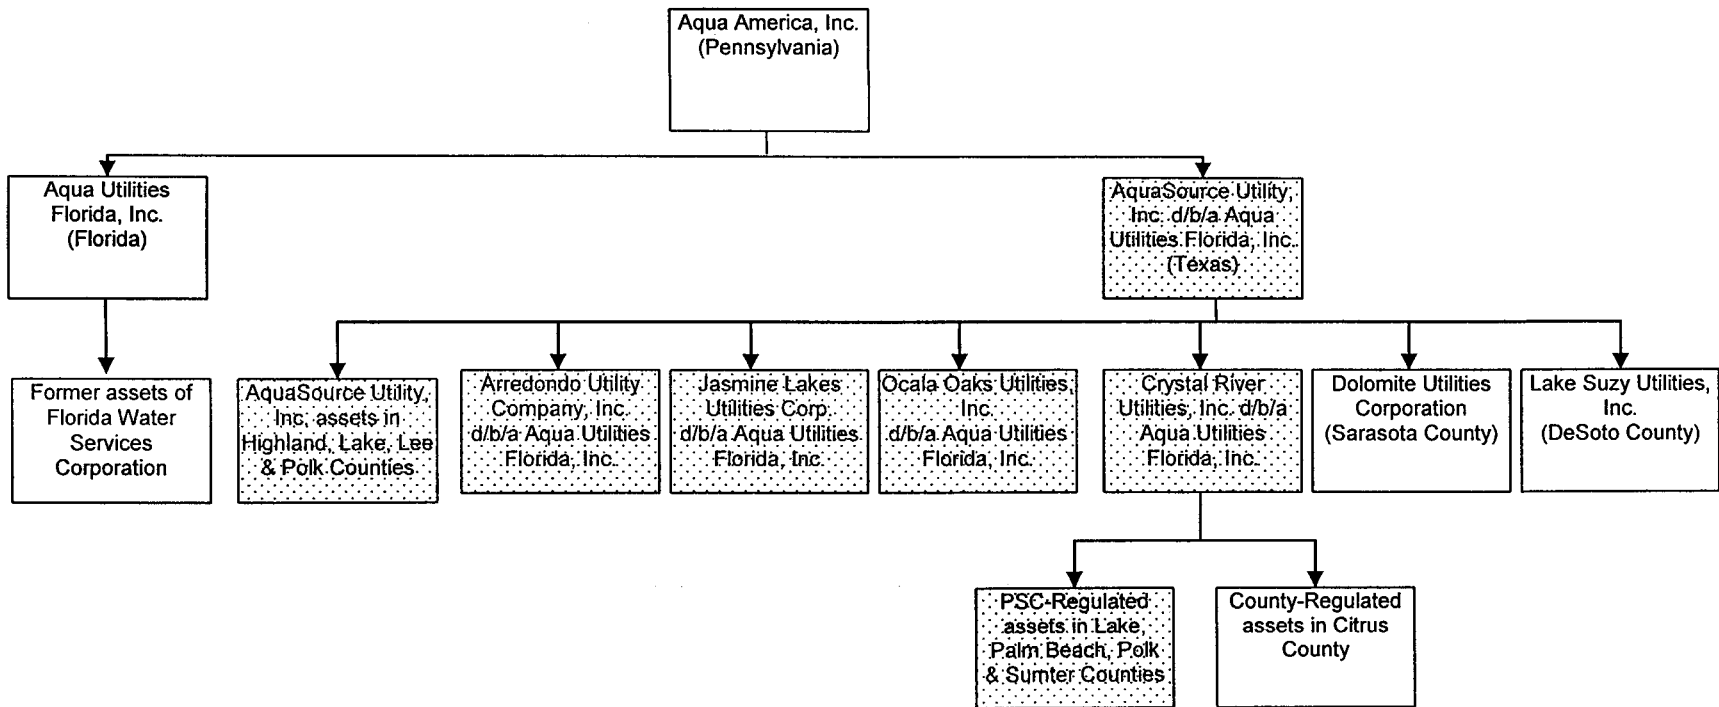 Aqua America, Inc.
(Pennsylvania)
Aqua Utilities
Florida, Inc.
(Florida)
AquaSource Utility,
Inc. d/b/a Aqua
Utilities Florida, Inc.
(Texas)
Former assets of
Florida Water
Services
Corporation
AquaSource Utility,
Inc. assets in
Highland, Lake, Lee
& Polk Counties
Arredondo Utility
Company, Inc.
d/b/a Aqua Utilities
Florida, Inc.
Jasmine Lakes
Utilities Corp.
d/b/a Aqua Utilities
Florida, Inc.
Ocala Oaks Utilities,
Inc.
d/b/a Aqua Utilities
Florida, Inc.
Crystal River
Utilities, Inc. d/b/a
Aqua Utilities
Florida, Inc.
Dolomite Utilities
Corporation
(Sarasota County)
Lake Suzy Utilities,
Inc.
(DeSoto County)
PSC-Regulated
assets in Lake,
Palm Beach, Polk
& Sumter Counties
County-Regulated
assets in Citrus
County